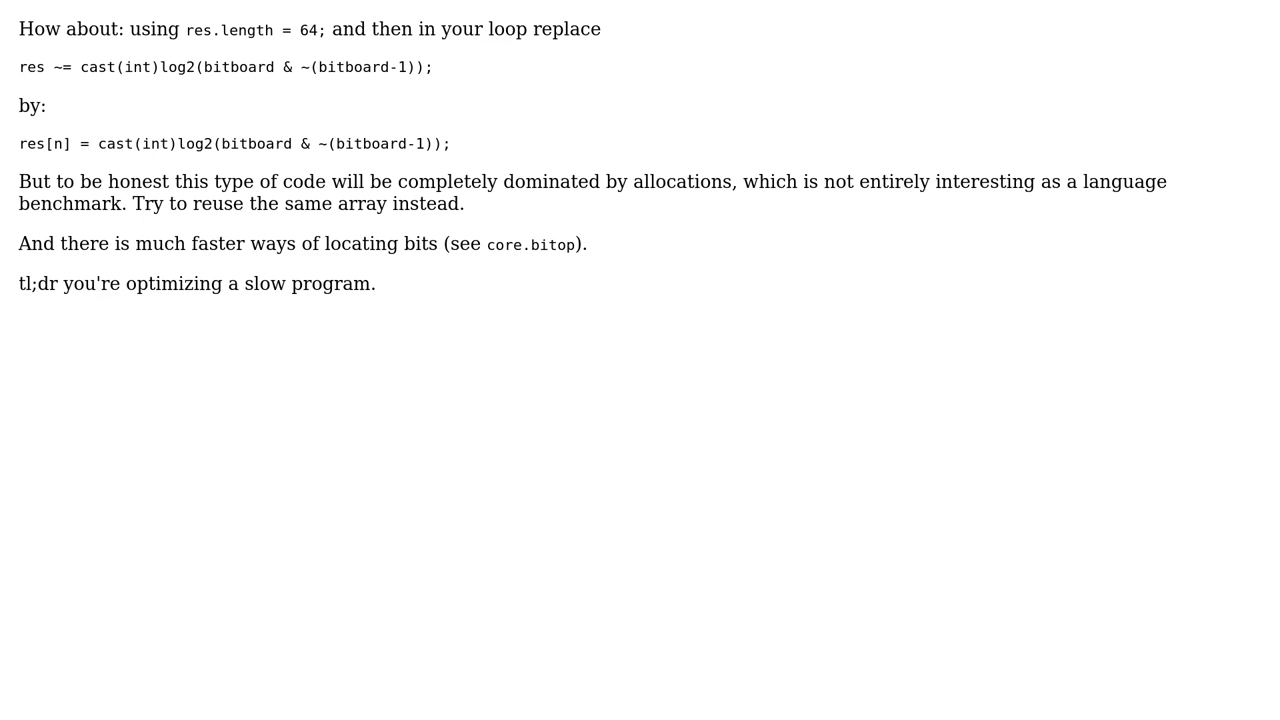 How about: using res.length = 64; and then in your loop replace
res ~= cast(int)log2(bitboard & ~(bitboard-1));
by:
res[n] = cast(int)log2(bitboard & ~(bitboard-1));
But to be honest this type of code will be completely dominated by allocations, which is not entirely interesting as a language
benchmark. Try to reuse the same array instead.
And there is much faster ways of locating bits (see core.bitop).
tl;dr you're optimizing a slow program.